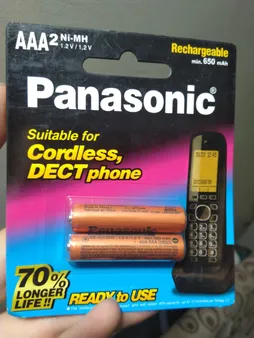 AAA2 Ni-MH
1.2V / 1.2V
Rechargeable
min. 650 mAh
Panasonic®
Suitable for
Cordless,
DECT phone
Panasonic
70%
LONGER
LIFE!!
READY to USE